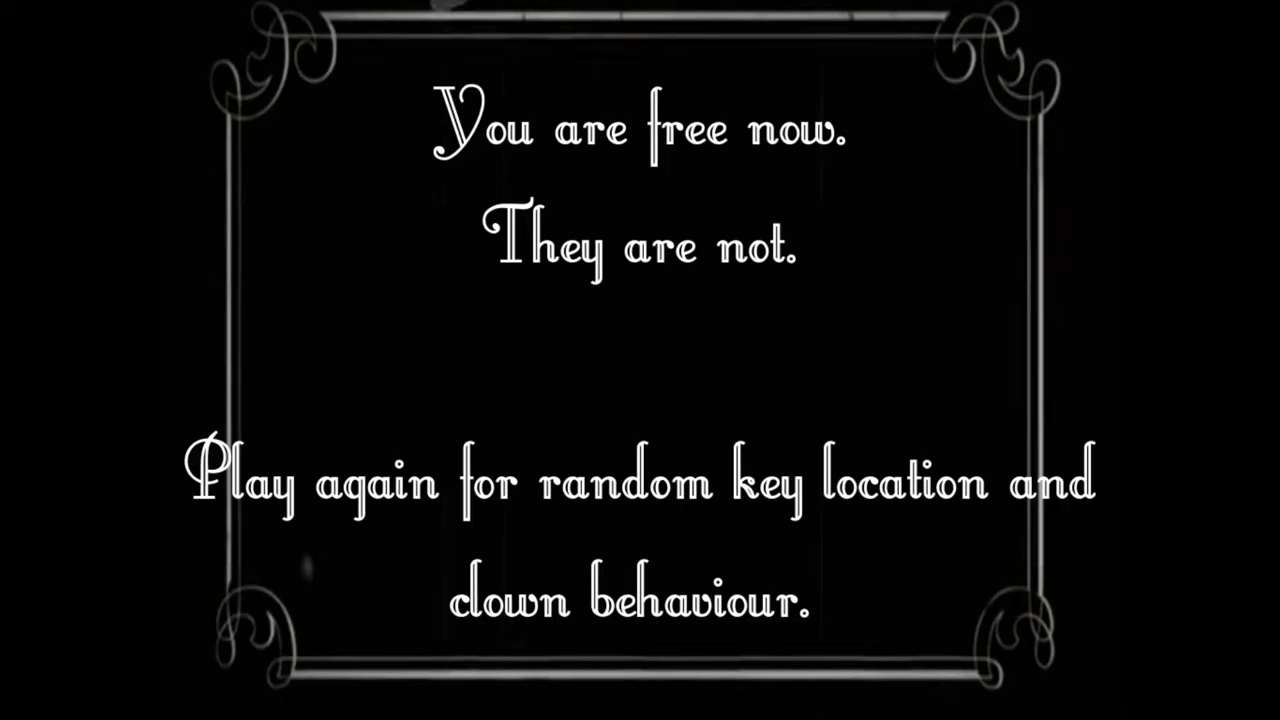 You are free now.
They are not.
Play again for random key location and
clown behaviour.